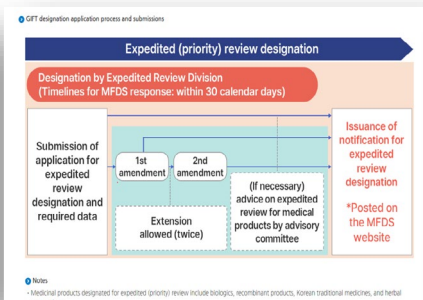 GIFT designation application process and submissions
Expedited (priority) review designation
Designation by Expedited Review Division
(Timelines for MFDS response: within 30 calendar days)
Submission of
application for
expedited
review
designation and
required data
1st
amendment
2nd
amendment
Extension
allowed (twice)
(If necessary)
advice on expedited
review for medical
products by advisory
committee
Issuance of
notification for
expedited
review
designation
*Posted on
the MFDS
website
Notes
- Medicinal products designated for expedited (priority) review include biologics, recombinant products, Korean traditional medicines, and herbal